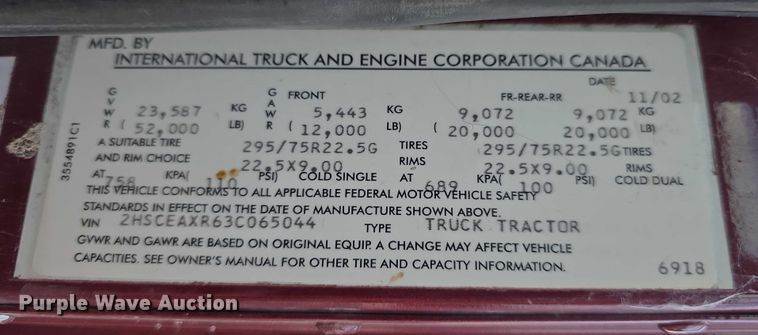 MFD. BY
INTERNATIONAL TRUCK AND ENGINE CORPORATION CANADA
DATE 11/02
GVWR 23,587 KG GAWR FRONT 5,443 KG FR-REAR-RR 9,072 9,072 KG
( 52,000 LB) ( 12,000 LB) ( 20,000 20,000 LB)
A SUITABLE TIRE 295/75R22.5G TIRES 295/75R22.5G TIRES
AND RIM CHOICE 22.5X9.00 RIMS 22.5X9.00 RIMS
AT 758 KPA( 110 PSI) COLD SINGLE AT 689 KPA( 100 PSI) COLD DUAL
THIS VEHICLE CONFORMS TO ALL APPLICABLE FEDERAL MOTOR VEHICLE SAFETY
STANDARDS IN EFFECT ON THE DATE OF MANUFACTURE SHOWN ABOVE.
VIN 2HSCEAXR63C065044 TYPE TRUCK TRACTOR
GVWR AND GAWR ARE BASED ON ORIGINAL EQUIP. A CHANGE MAY AFFECT VEHICLE
CAPACITIES. SEE OWNER'S MANUAL FOR OTHER TIRE AND CAPACITY INFORMATION.
6918
3554891C1
Purple Wave Auction